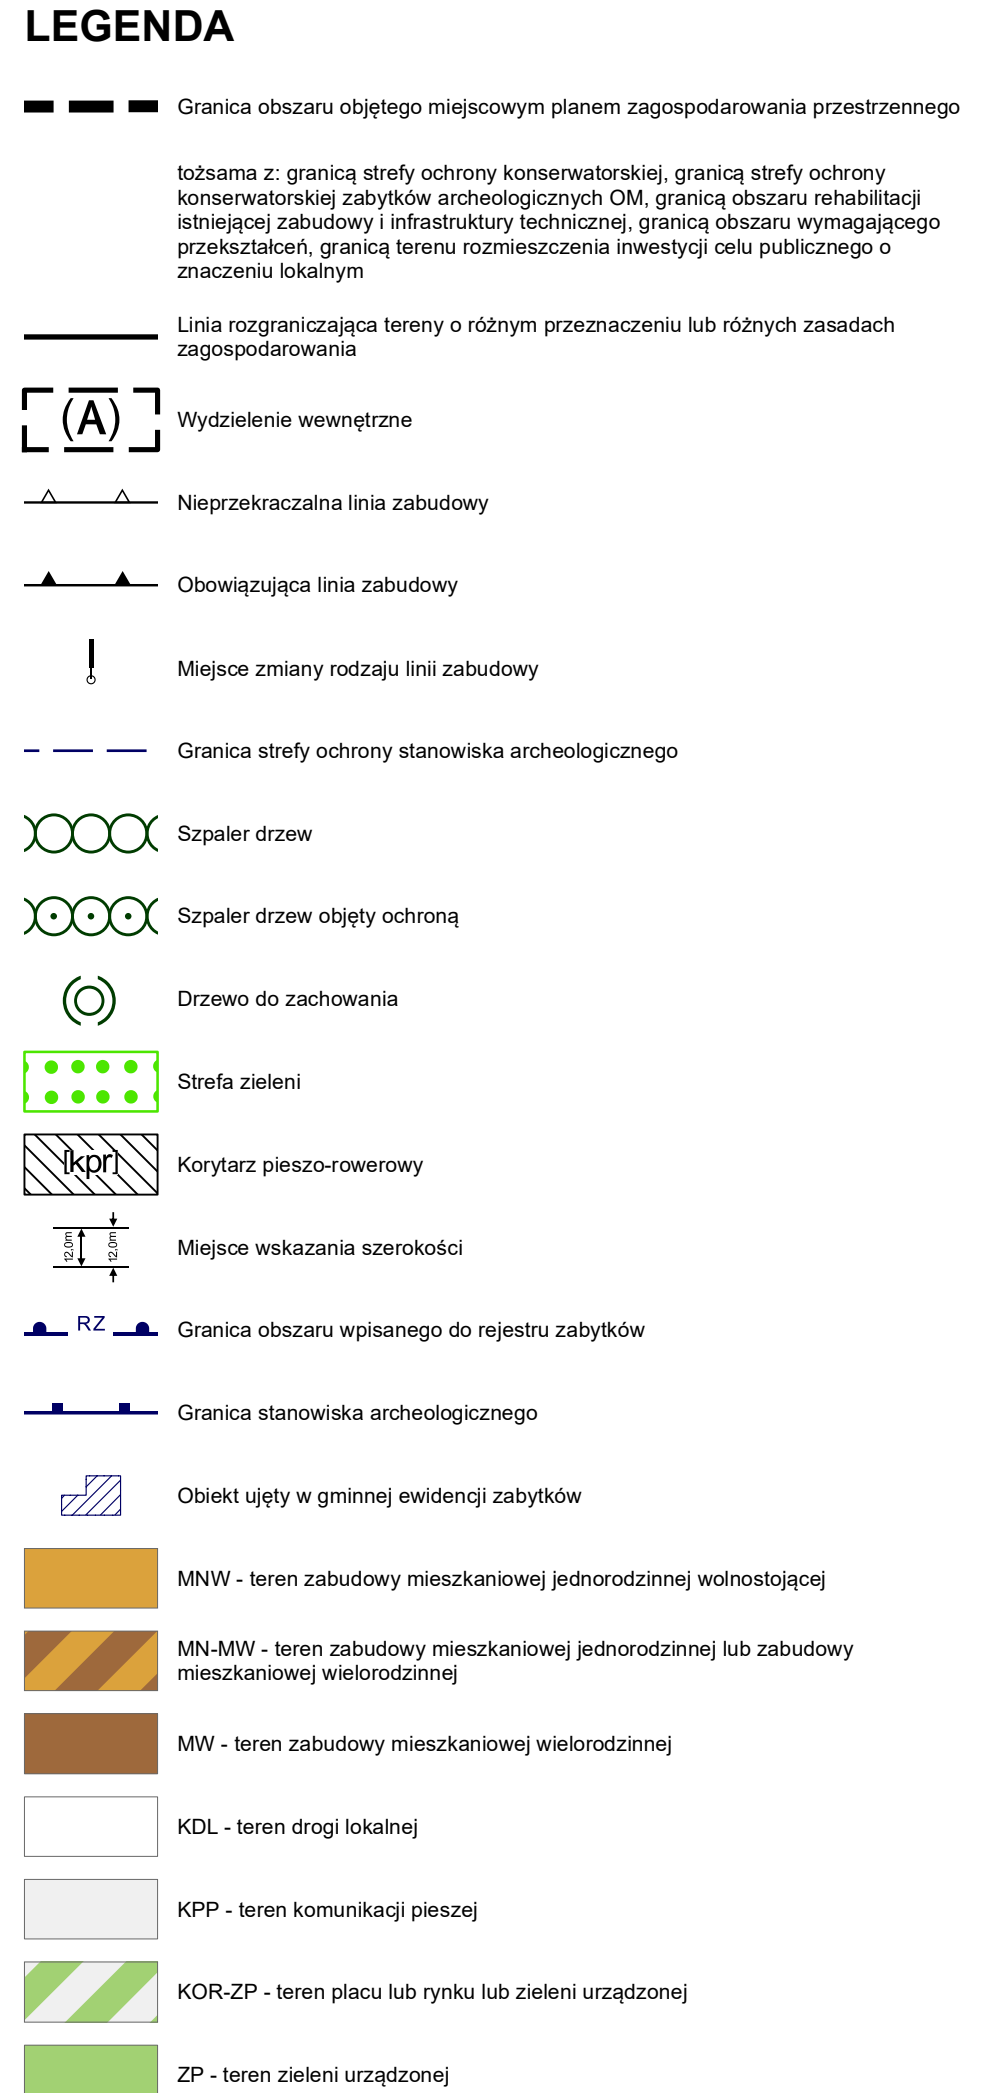 LEGENDA
Granica obszaru objętego miejscowym planem zagospodarowania przestrzennego
tożsama z: granicą strefy ochrony konserwatorskiej, granicą strefy ochrony
konserwatorskiej zabytków archeologicznych OM, granicą obszaru rehabilitacji
istniejącej zabudowy i infrastruktury technicznej, granicą obszaru wymagającego
przekształceń, granicą terenu rozmieszczenia inwestycji celu publicznego o
znaczeniu lokalnym
Linia rozgraniczająca tereny o różnym przeznaczeniu lub różnych zasadach
zagospodarowania
(A) Wydzielenie wewnętrzne
Nieprzekraczalna linia zabudowy
Obowiązująca linia zabudowy
Miejsce zmiany rodzaju linii zabudowy
Granica strefy ochrony stanowiska archeologicznego
Szpaler drzew
Szpaler drzew objęty ochroną
Drzewo do zachowania
Strefa zieleni
[kpr] Korytarz pieszo-rowerowy
12,0m 12,0m Miejsce wskazania szerokości
RZ Granica obszaru wpisanego do rejestru zabytków
Granica stanowiska archeologicznego
Obiekt ujęty w gminnej ewidencji zabytków
MNW - teren zabudowy mieszkaniowej jednorodzinnej wolnostojącej
MN-MW - teren zabudowy mieszkaniowej jednorodzinnej lub zabudowy
mieszkaniowej wielorodzinnej
MW - teren zabudowy mieszkaniowej wielorodzinnej
KDL - teren drogi lokalnej
KPP - teren komunikacji pieszej
KOR-ZP - teren placu lub rynku lub zieleni urządzonej
ZP - teren zieleni urządzonej